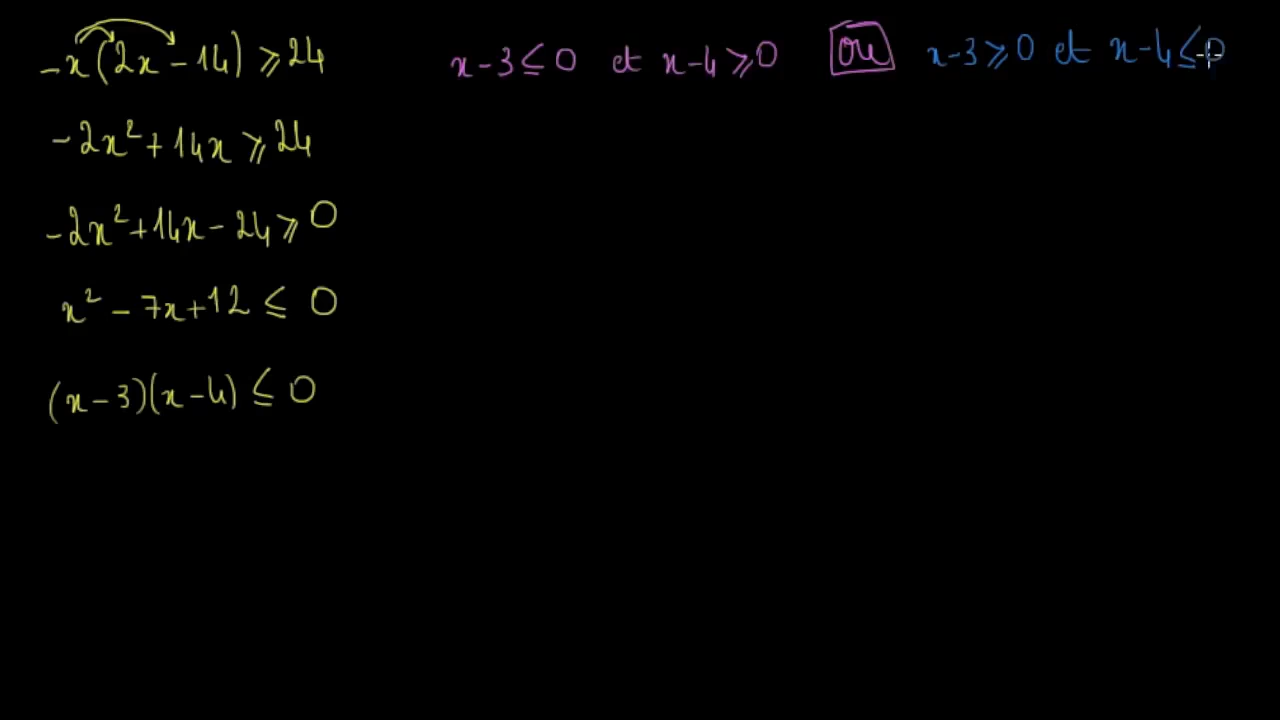 -x(2x - 14) ⩾ 24
x - 3 ≤ 0 et x - 4 ⩾ 0 ou x - 3 ⩾ 0 et x - 4 ≤ 0
-2x² + 14x ⩾ 24
-2x² + 14x - 24 ⩾ 0
x² - 7x + 12 ≤ 0
(x - 3)(x - 4) ≤ 0